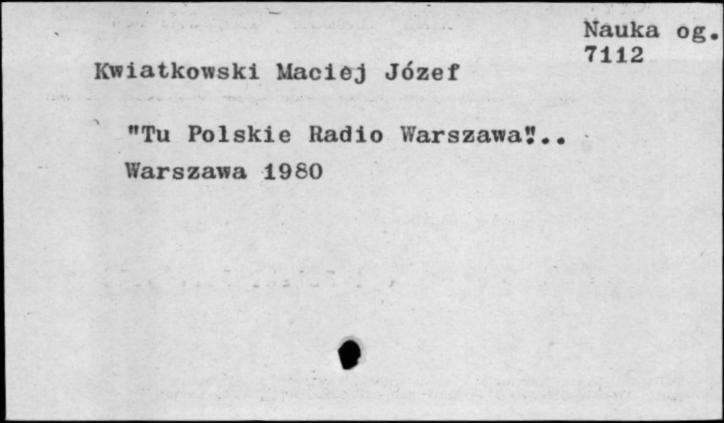 Nauka og.
7112
Kwiatkowski Maciej Józef
"Tu Polskie Radio Warszawa"...
Warszawa 1980